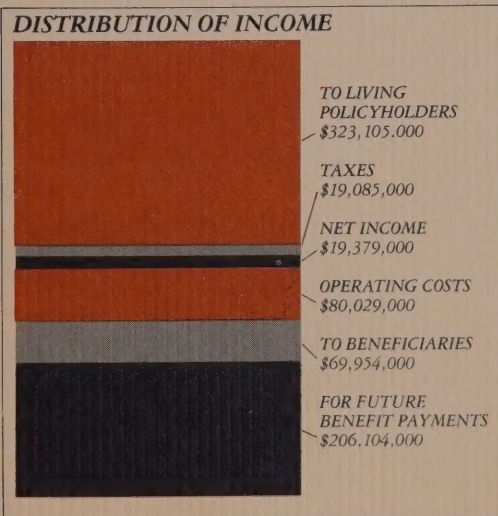 DISTRIBUTION OF INCOME
TO LIVING
POLICYHOLDERS
$323,105.000
TAXES
$19,085,000
NET INCOME
$19,379,000
OPERATING COSTS
$80,029,000
TO BENEFICIARIES
$69,954,000
FOR FUTURE
BENEFIT PAYMENTS
$206,104,000